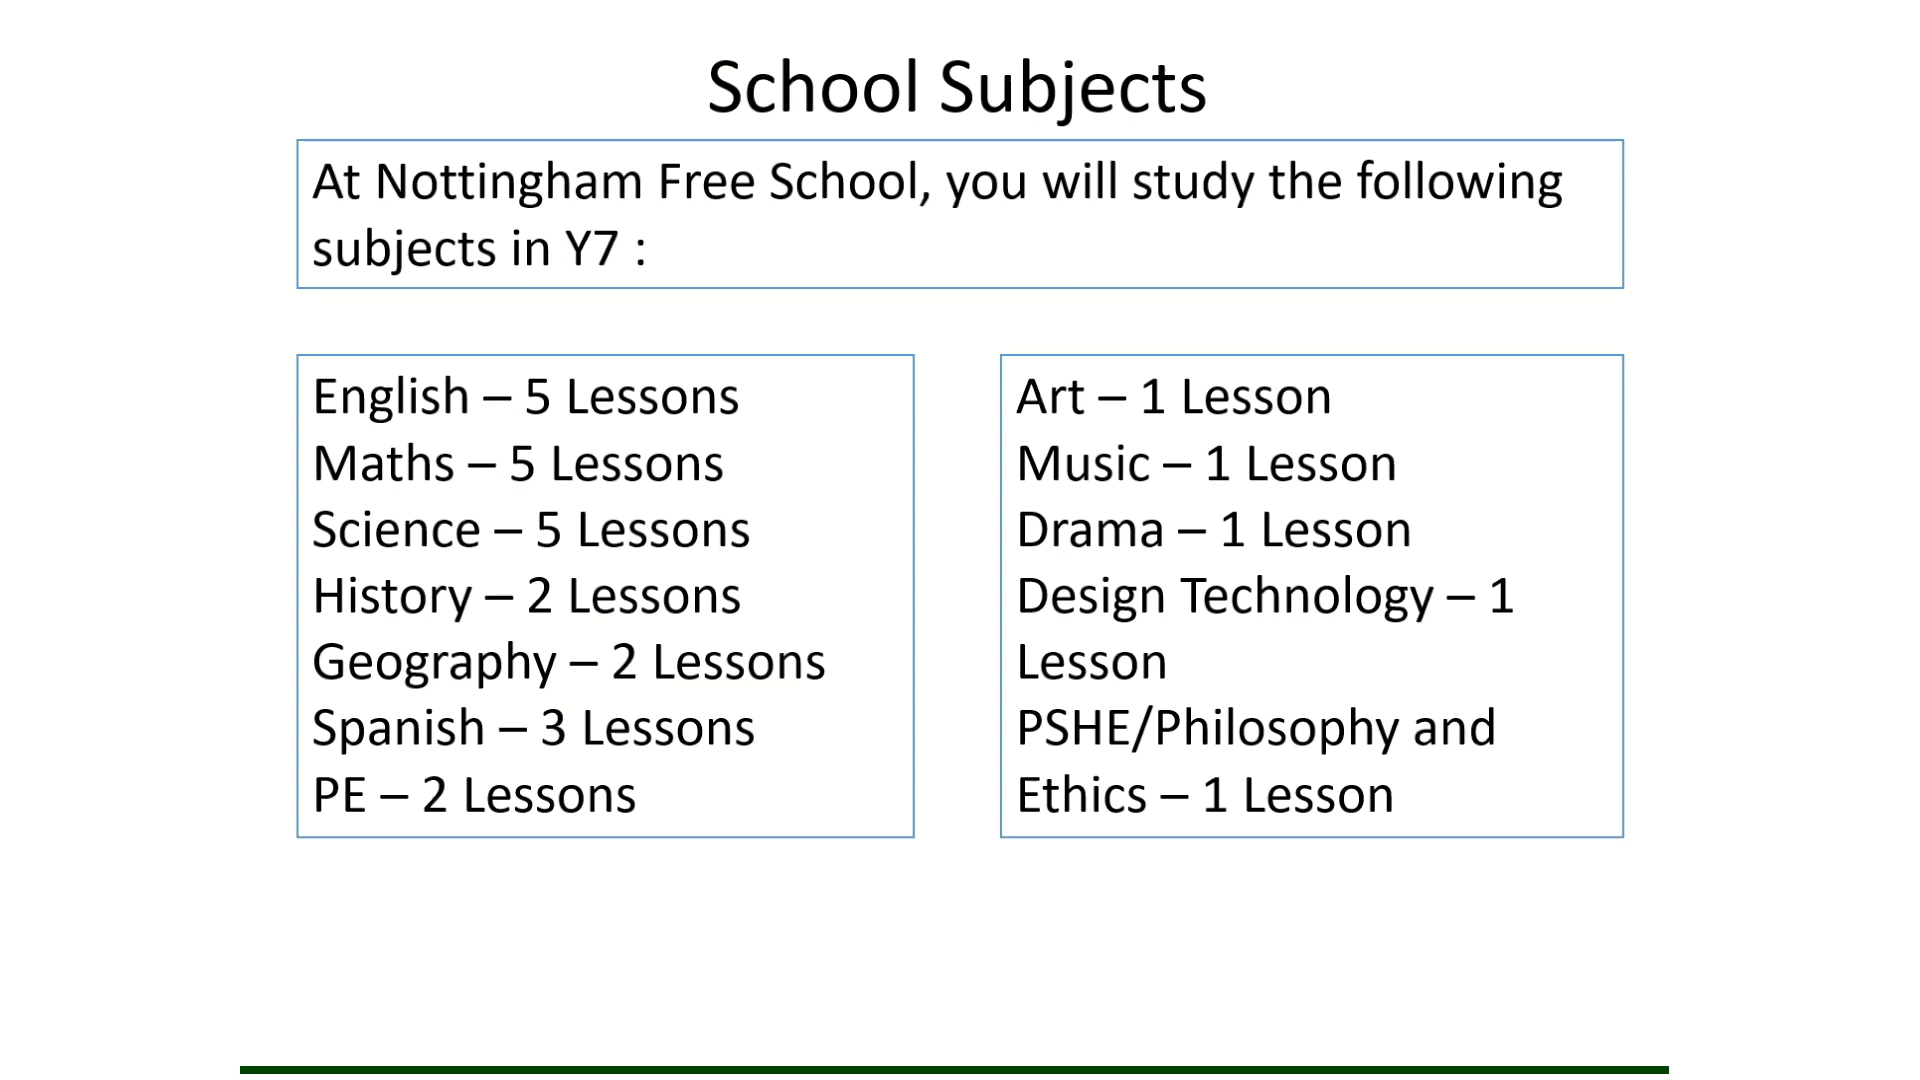 School Subjects
At Nottingham Free School, you will study the following
subjects in Y7 :
English – 5 Lessons
Maths – 5 Lessons
Science – 5 Lessons
History – 2 Lessons
Geography – 2 Lessons
Spanish – 3 Lessons
PE – 2 Lessons
Art – 1 Lesson
Music – 1 Lesson
Drama – 1 Lesson
Design Technology – 1
Lesson
PSHE/Philosophy and
Ethics – 1 Lesson